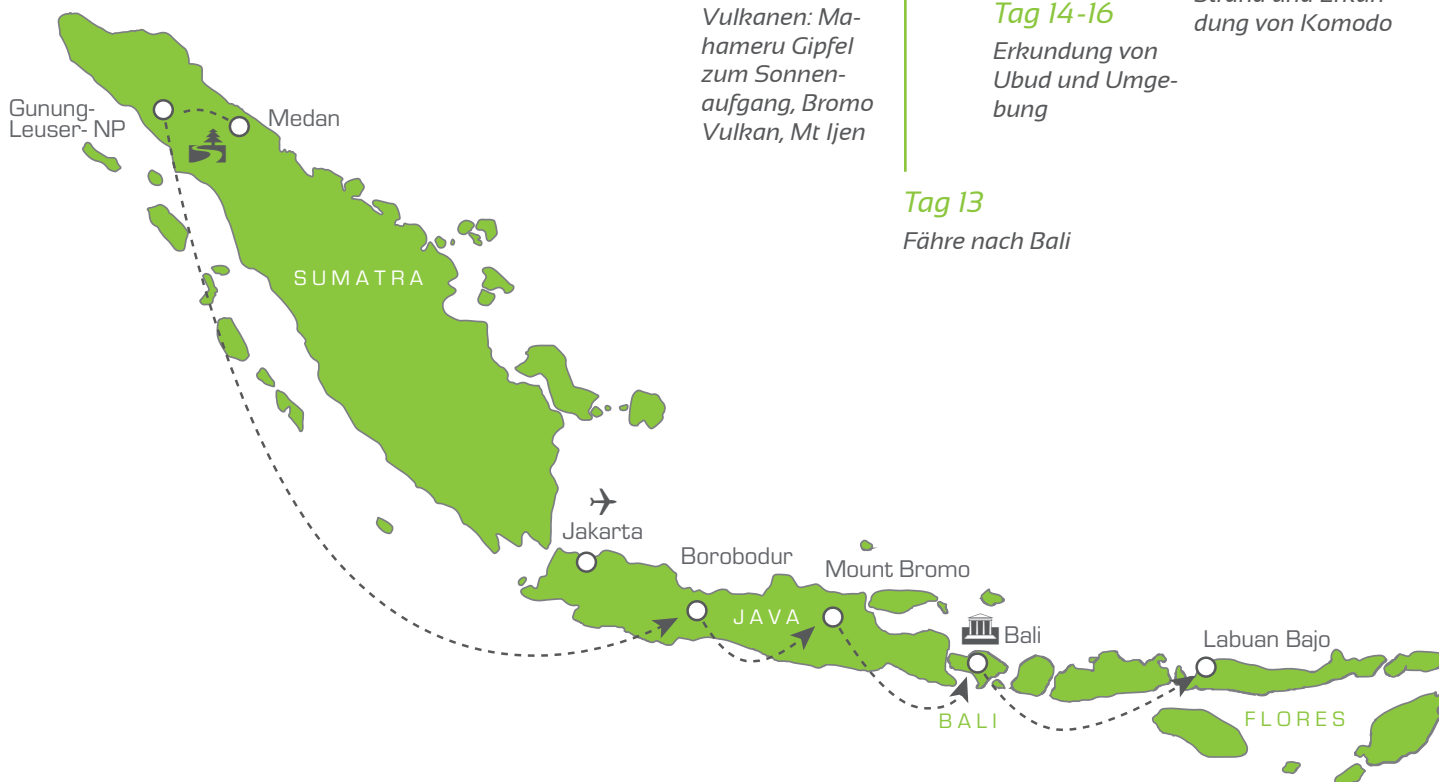 Vulkanen: Ma-
hameru Gipfel
zum Sonnen-
aufgang, Bromo
Vulkan, Mt Ijen
Tag 13
Fähre nach Bali
Tag 14-16
Erkundung von
Ubud und Umge-
bung
dung von Komodo
Gunung-
Leuser- NP
Medan
SUMATRA
Jakarta
Borobodur
Mount Bromo
JAVA
Bali
Labuan Bajo
BALI
FLORES